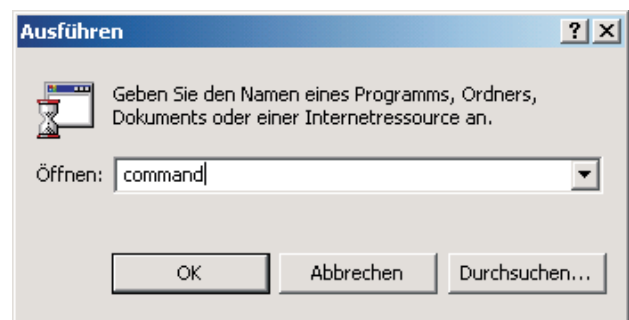 Ausführen
Geben Sie den Namen eines Programms, Ordners,
Dokuments oder einer Internetressource an.
Öffnen: command
OK Abbrechen Durchsuchen...